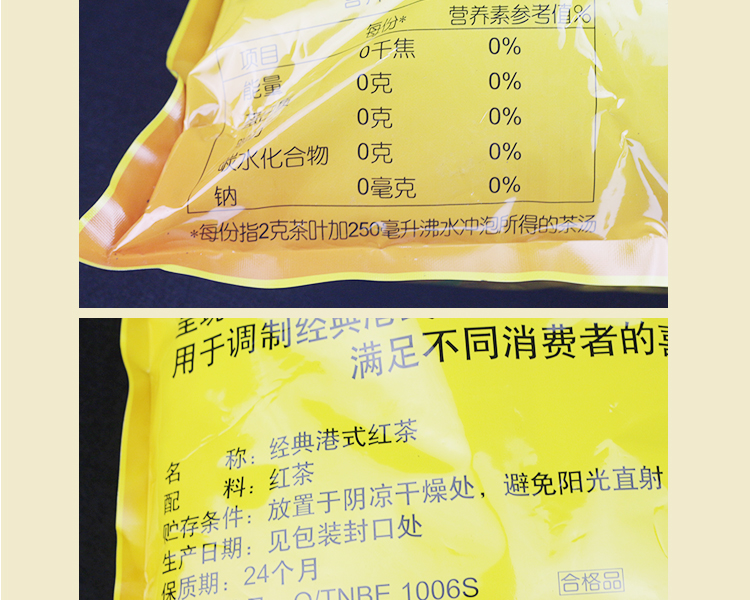 每份* 营养素参考值%
项目 0千焦 0%
能量 0克 0%
0克 0%
碳水化合物 0克 0%
钠 0毫克 0%
*每份指2克茶叶加250毫升沸水冲泡所得的茶汤
用于调制经典港
满足不同消费者的喜
名 称：经典港式红茶
配 料：红茶
贮存条件：放置于阴凉干燥处，避免阳光直射
生产日期：见包装封口处
保质期：24个月
Q/TNBE 1006S
合格品